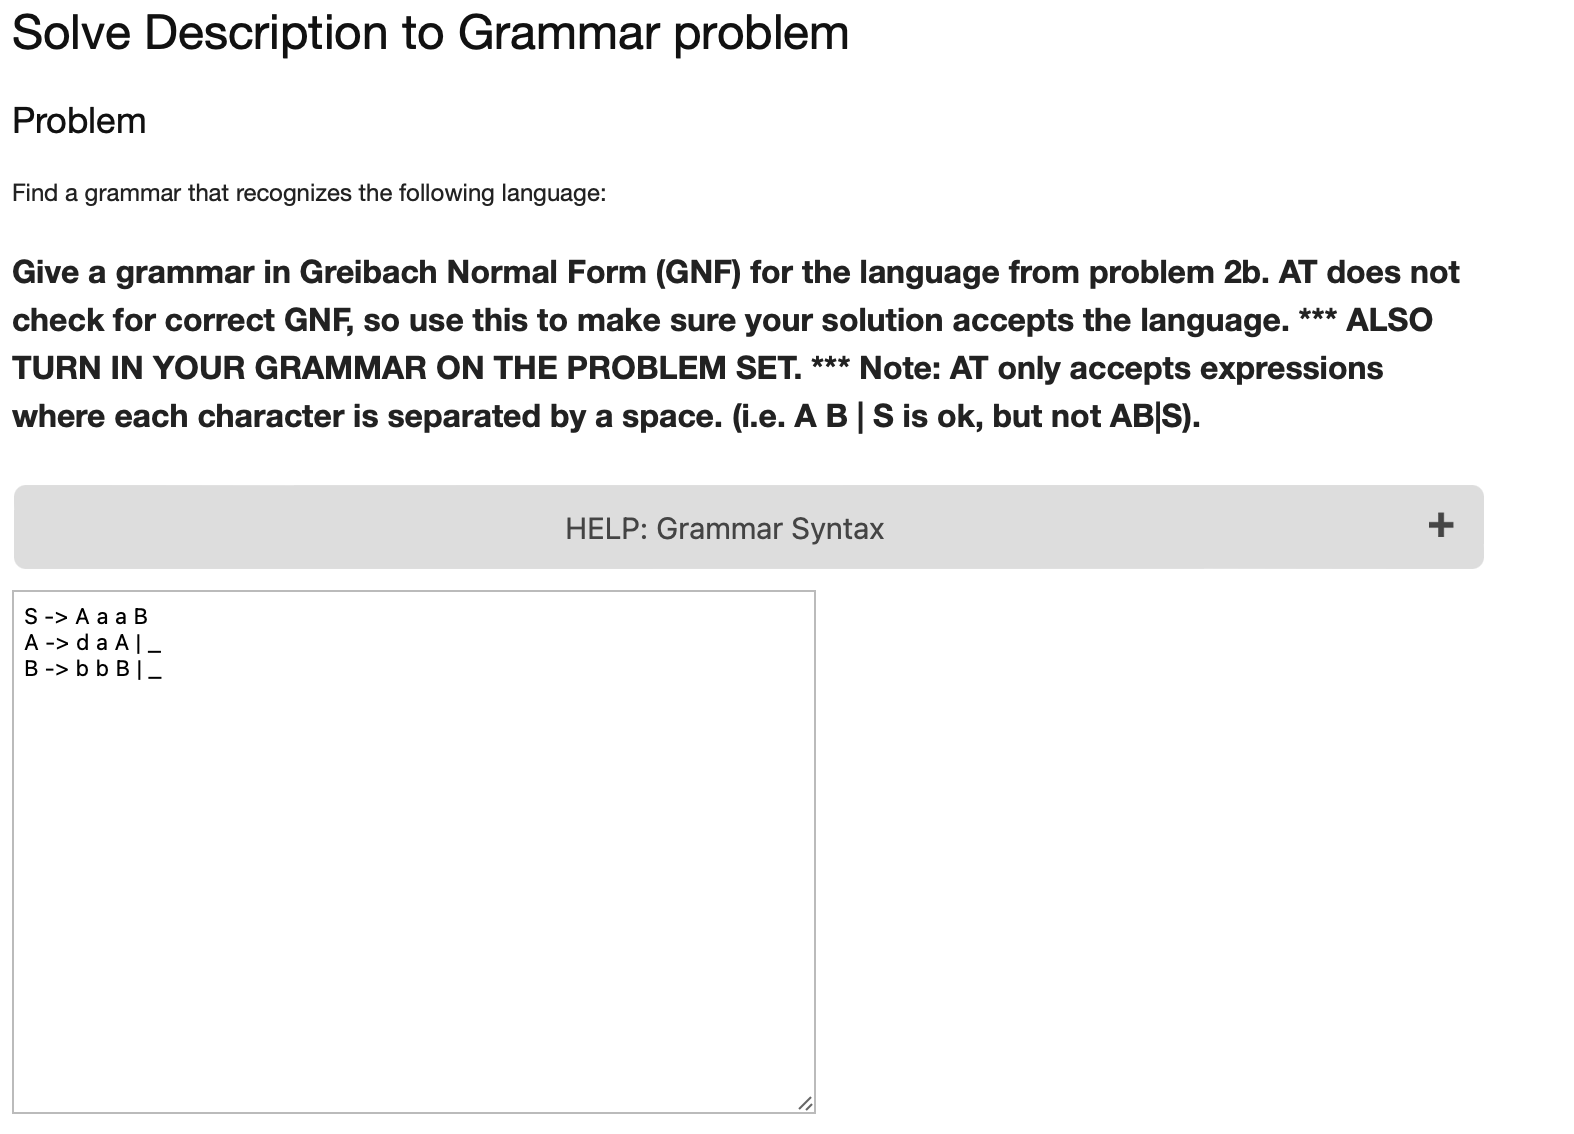 Solve Description to Grammar problem
Problem
Find a grammar that recognizes the following language:
Give a grammar in Greibach Normal Form (GNF) for the language from problem 2b. AT does not
check for correct GNF, so use this to make sure your solution accepts the language. *** ALSO
TURN IN YOUR GRAMMAR ON THE PROBLEM SET. *** Note: AT only accepts expressions
where each character is separated by a space. (i.e. A B | S is ok, but not AB|S).
HELP: Grammar Syntax +
S -> A a a B
A -> d a A | _
B -> b b B | _